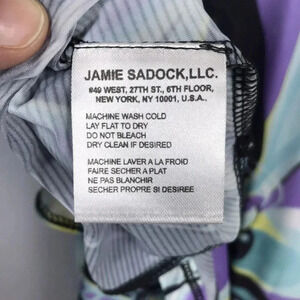 JAMIE SADOCK,LLC.
#49 WEST, 27TH ST., 6TH FLOOR,
NEW YORK, NY 10001, U.S.A.,
MACHINE WASH COLD
LAY FLAT TO DRY
DO NOT BLEACH
DRY CLEAN IF DESIRED
MACHINE LAVER A LA FROID
FAIRE SECHER A PLAT
NE PAS BLANCHIR
SECHER PROPRE SI DESIREE